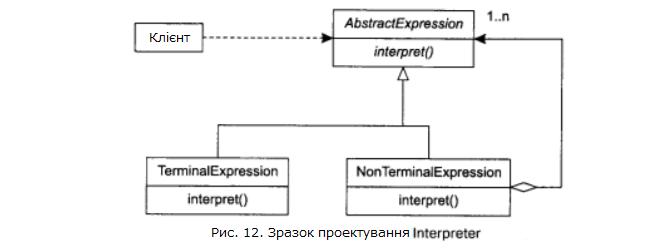 AbstractExpression
1..n
Клієнт
interpret()
TerminalExpression
NonTerminalExpression
interpret()
interpret()
Рис. 12. Зразок проектування Interpreter